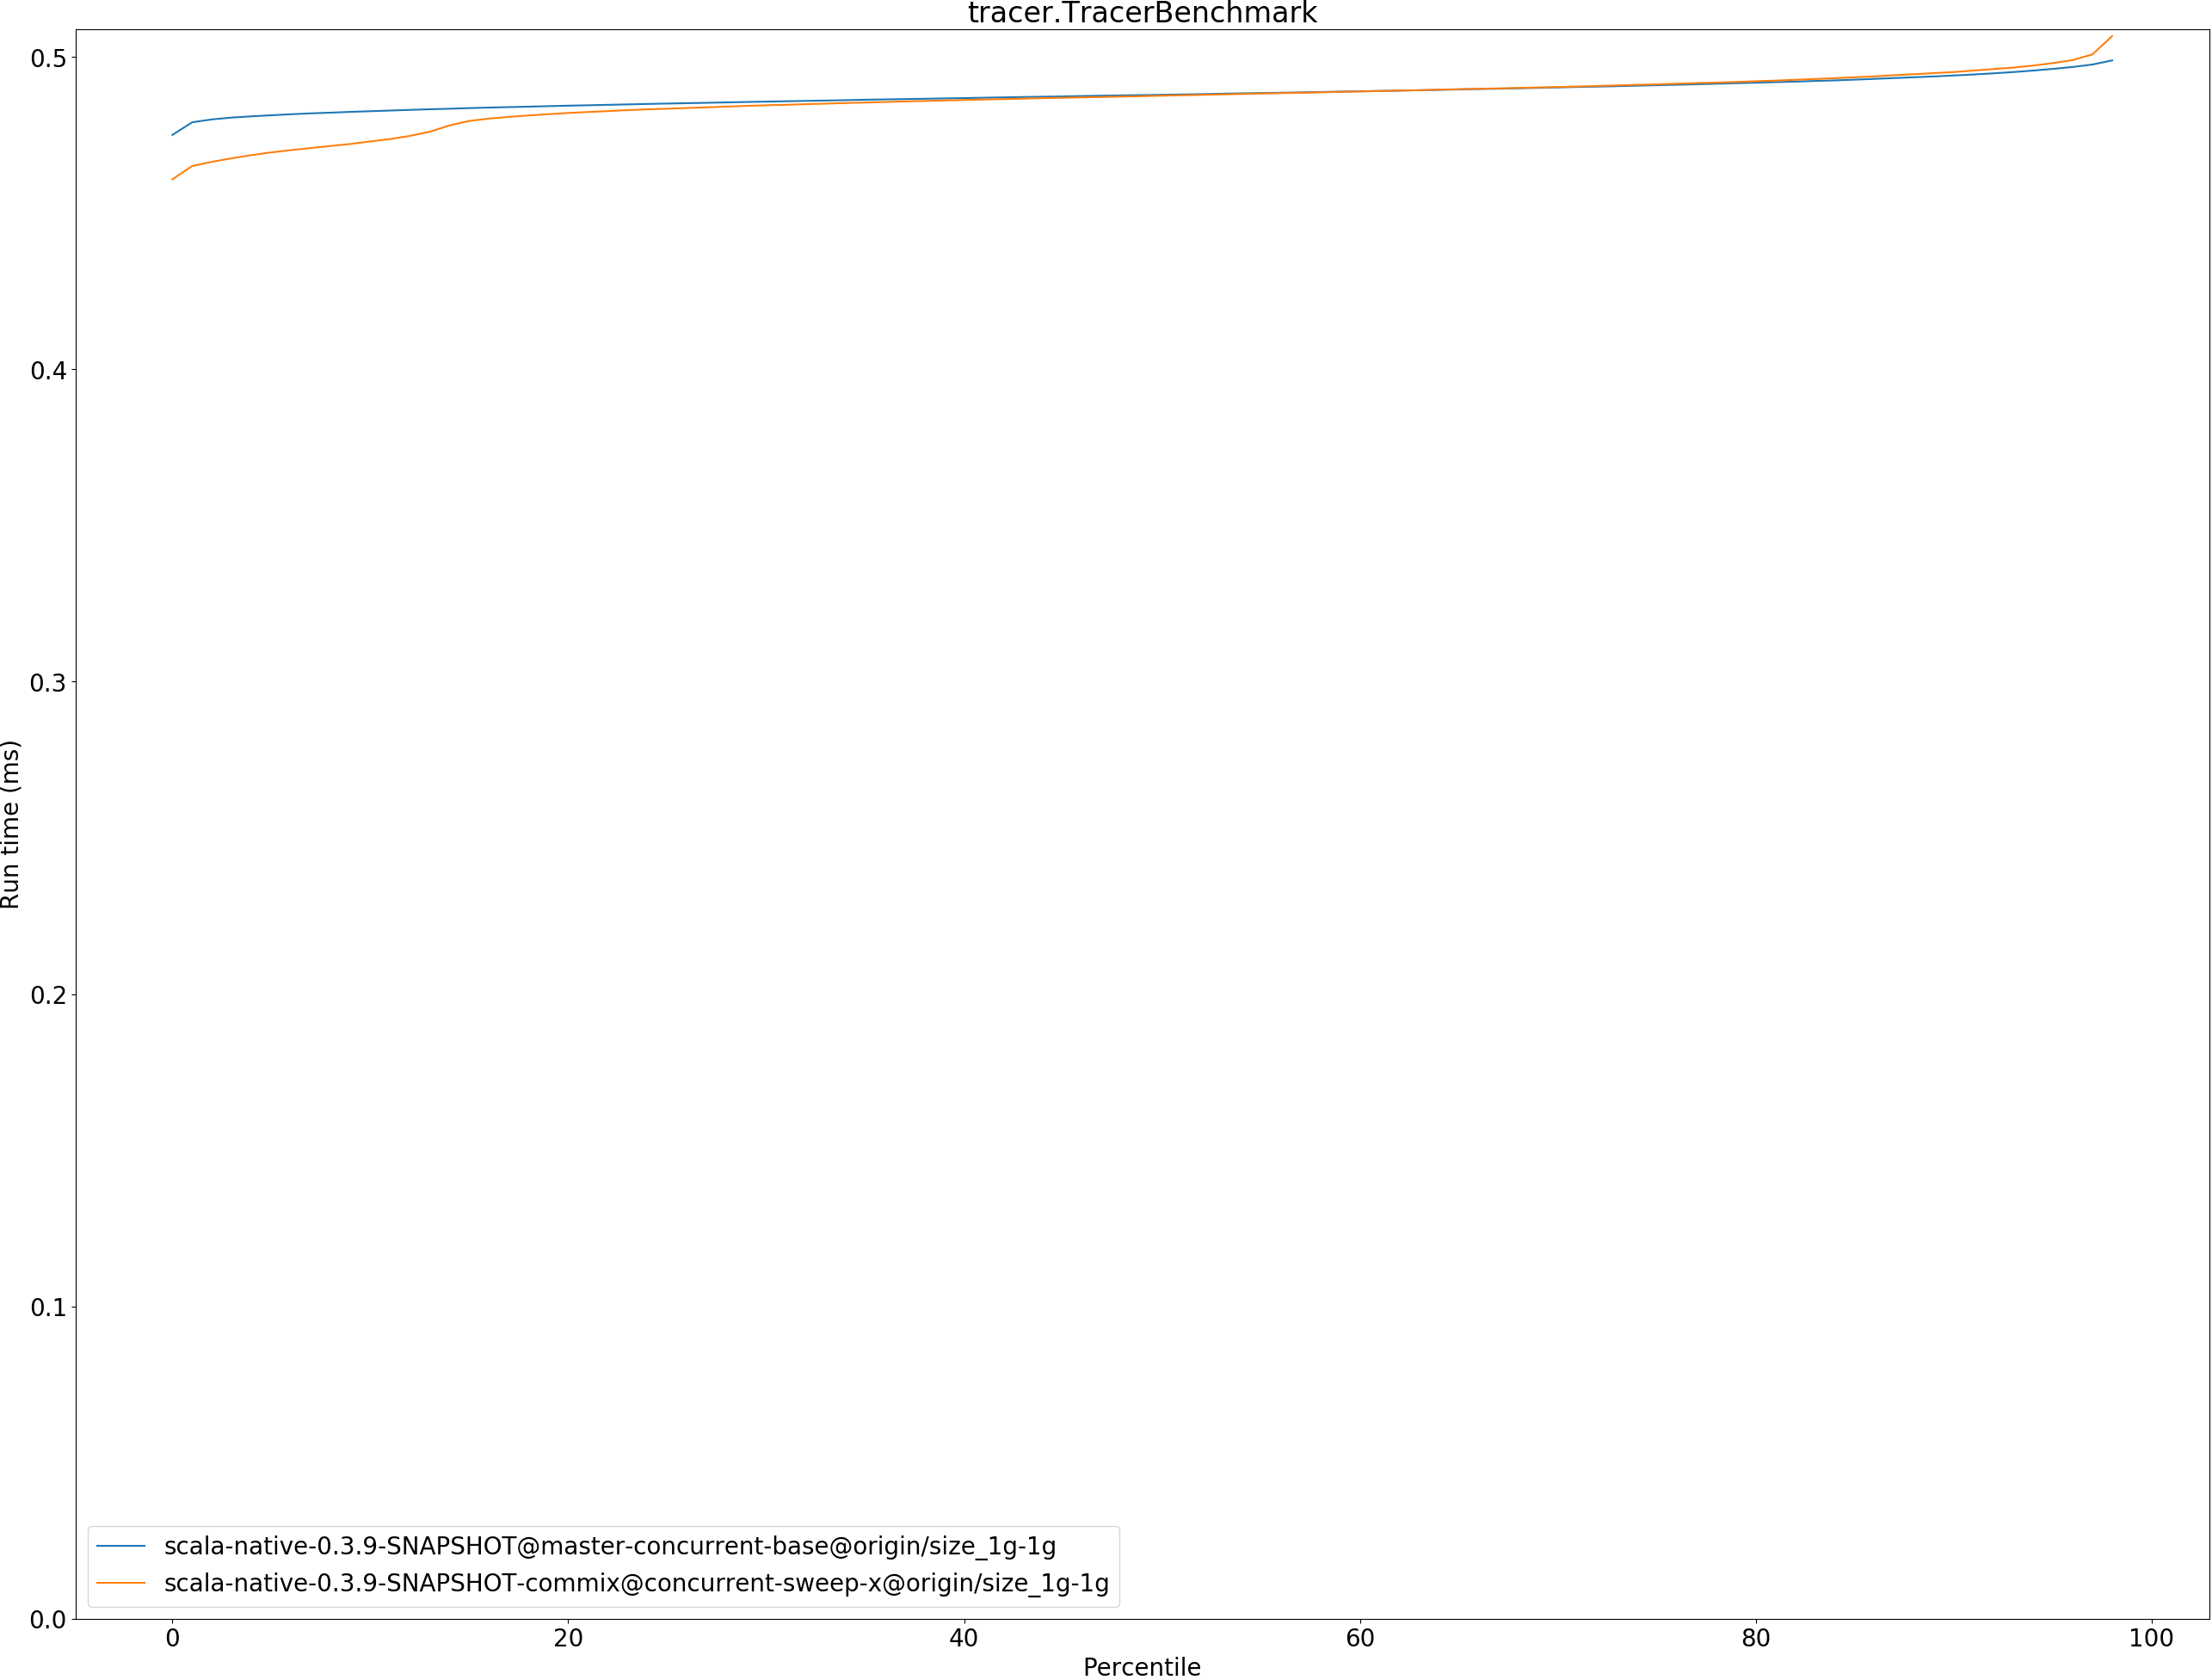 tracer.TracerBenchmark
0.5
0.4
0.3
0.2
0.1
0.0
Run time (ms)
scala-native-0.3.9-SNAPSHOT@master-concurrent-base@origin/size_1g-1g
scala-native-0.3.9-SNAPSHOT-commix@concurrent-sweep-x@origin/size_1g-1g
0 20 40 60 80 100
Percentile